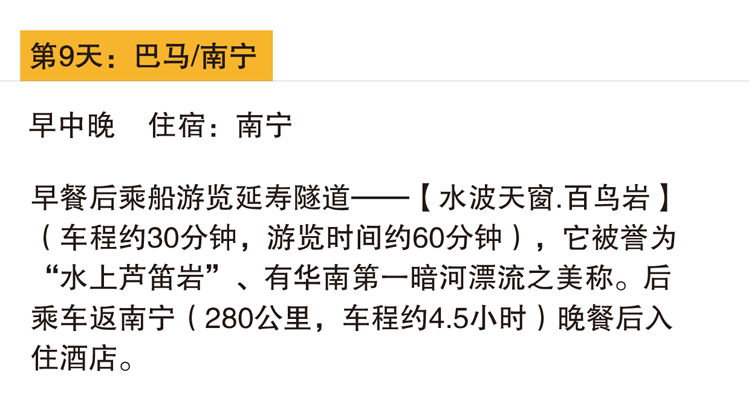 第9天：巴马/南宁
早中晚 住宿：南宁
早餐后乘船游览延寿隧道——【水波天窗.百鸟岩】
（车程约30分钟，游览时间约60分钟），它被誉为
“水上芦笛岩”、有华南第一暗河漂流之美称。后
乘车返南宁（280公里，车程约4.5小时）晚餐后入
住酒店。